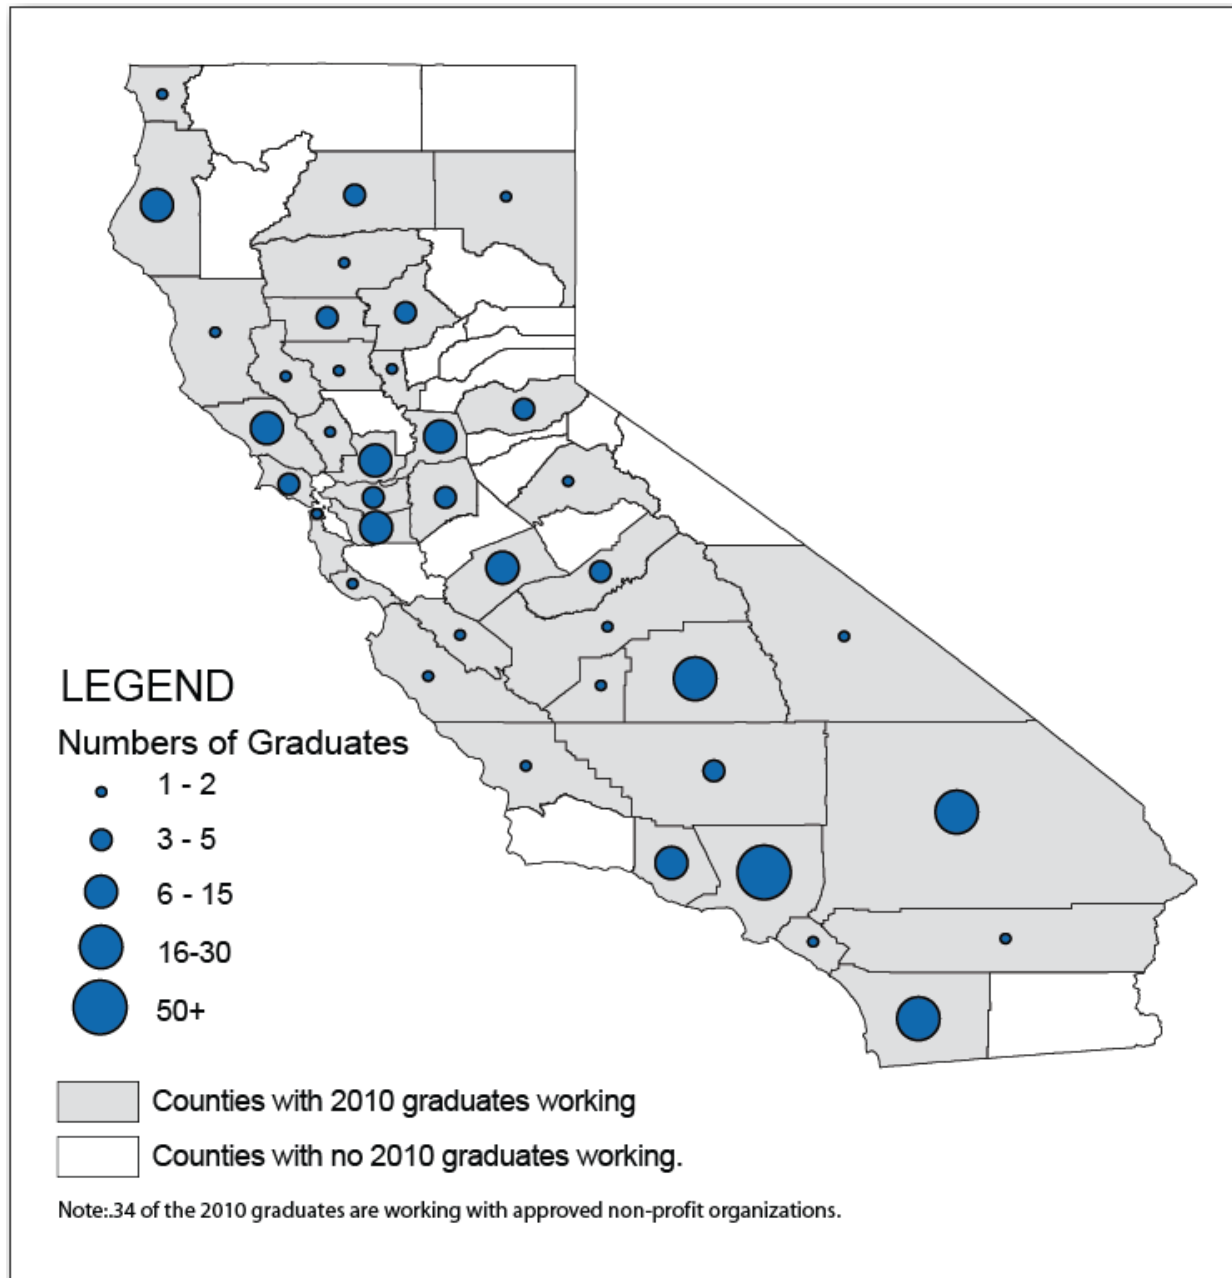 LEGEND
Numbers of Graduates
1 - 2
3 - 5
6 - 15
16-30
50+
Counties with 2010 graduates working
Counties with no 2010 graduates working.
Note:.34 of the 2010 graduates are working with approved non-profit organizations.